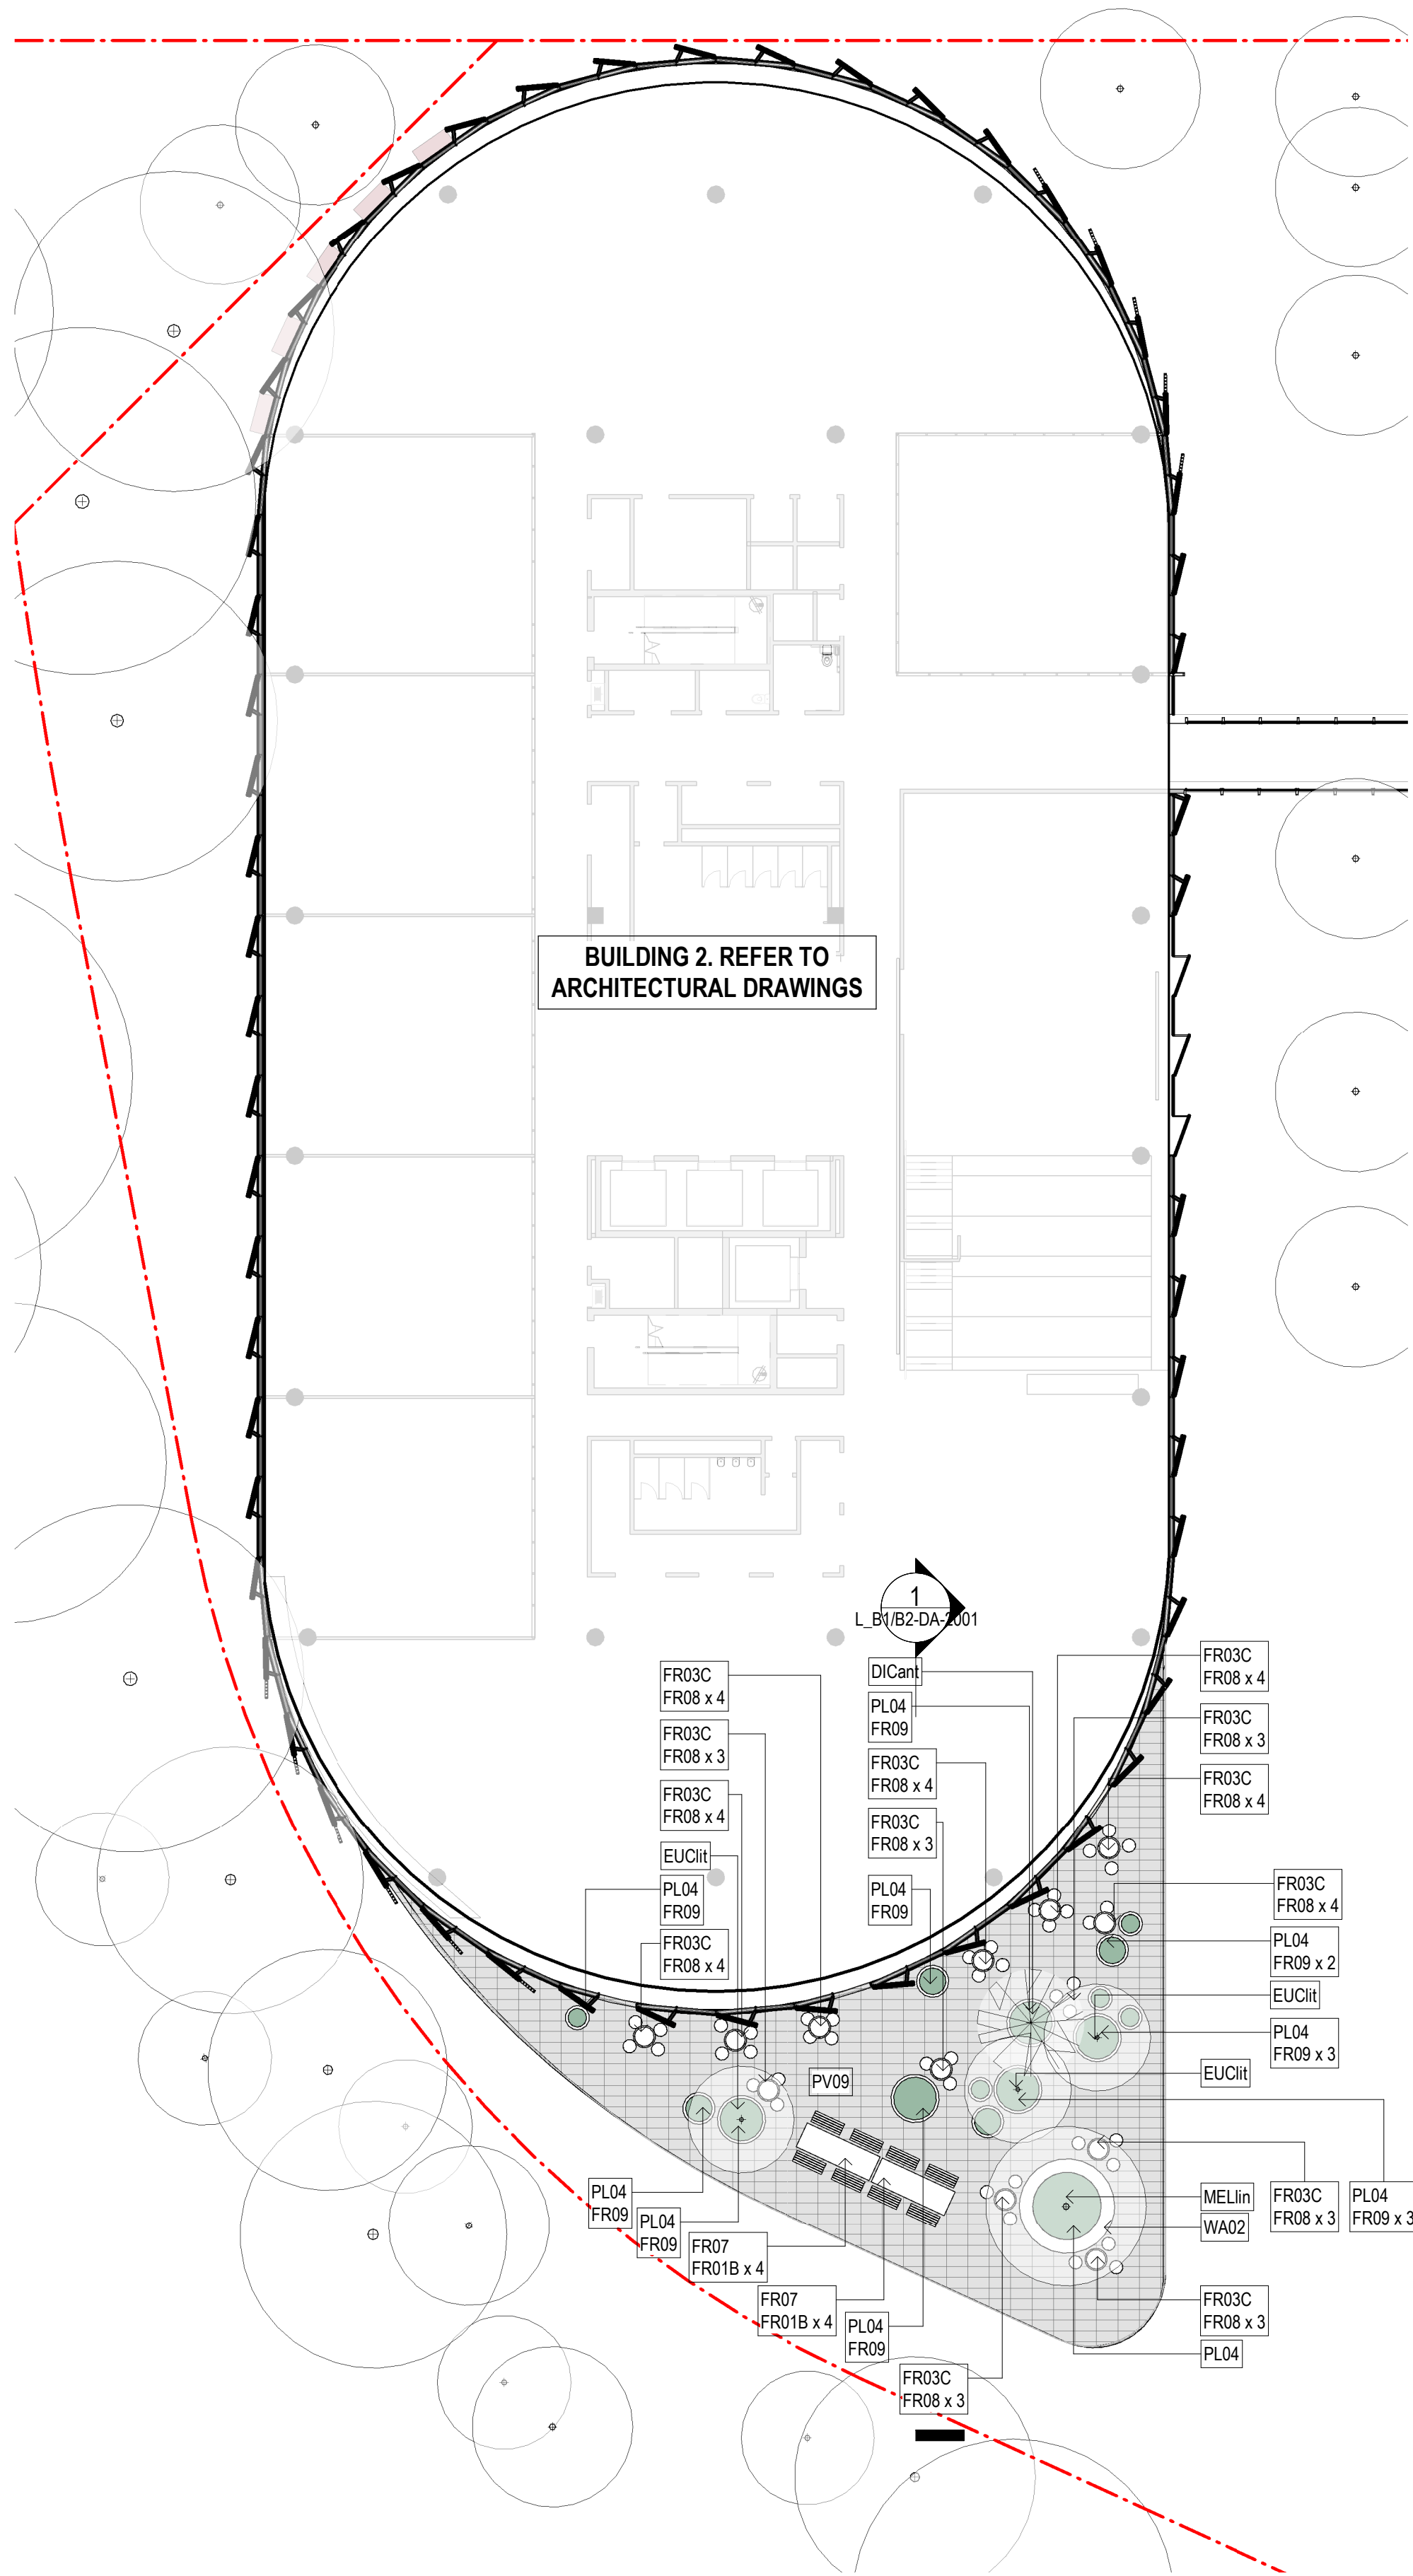 BUILDING 2. REFER TO
ARCHITECTURAL DRAWINGS
1
L_B1/B2-DA-2001
FR03C
FR08 x 4
FR03C
FR08 x 3
FR03C
FR08 x 4
EUClit
PL04
FR09
FR03C
FR08 x 4
DICant
PL04
FR09
FR03C
FR08 x 4
FR03C
FR08 x 3
PL04
FR09
FR03C
FR08 x 4
FR03C
FR08 x 3
FR03C
FR08 x 4
FR03C
FR08 x 4
PL04
FR09 x 2
EUClit
PL04
FR09 x 3
EUClit
PV09
PL04
FR09
PL04
FR09
FR07
FR01B x 4
FR07
FR01B x 4
PL04
FR09
FR03C
FR08 x 3
MELlin
WA02
FR03C
FR08 x 3
PL04
FR09 x 3
FR03C
FR08 x 3
PL04